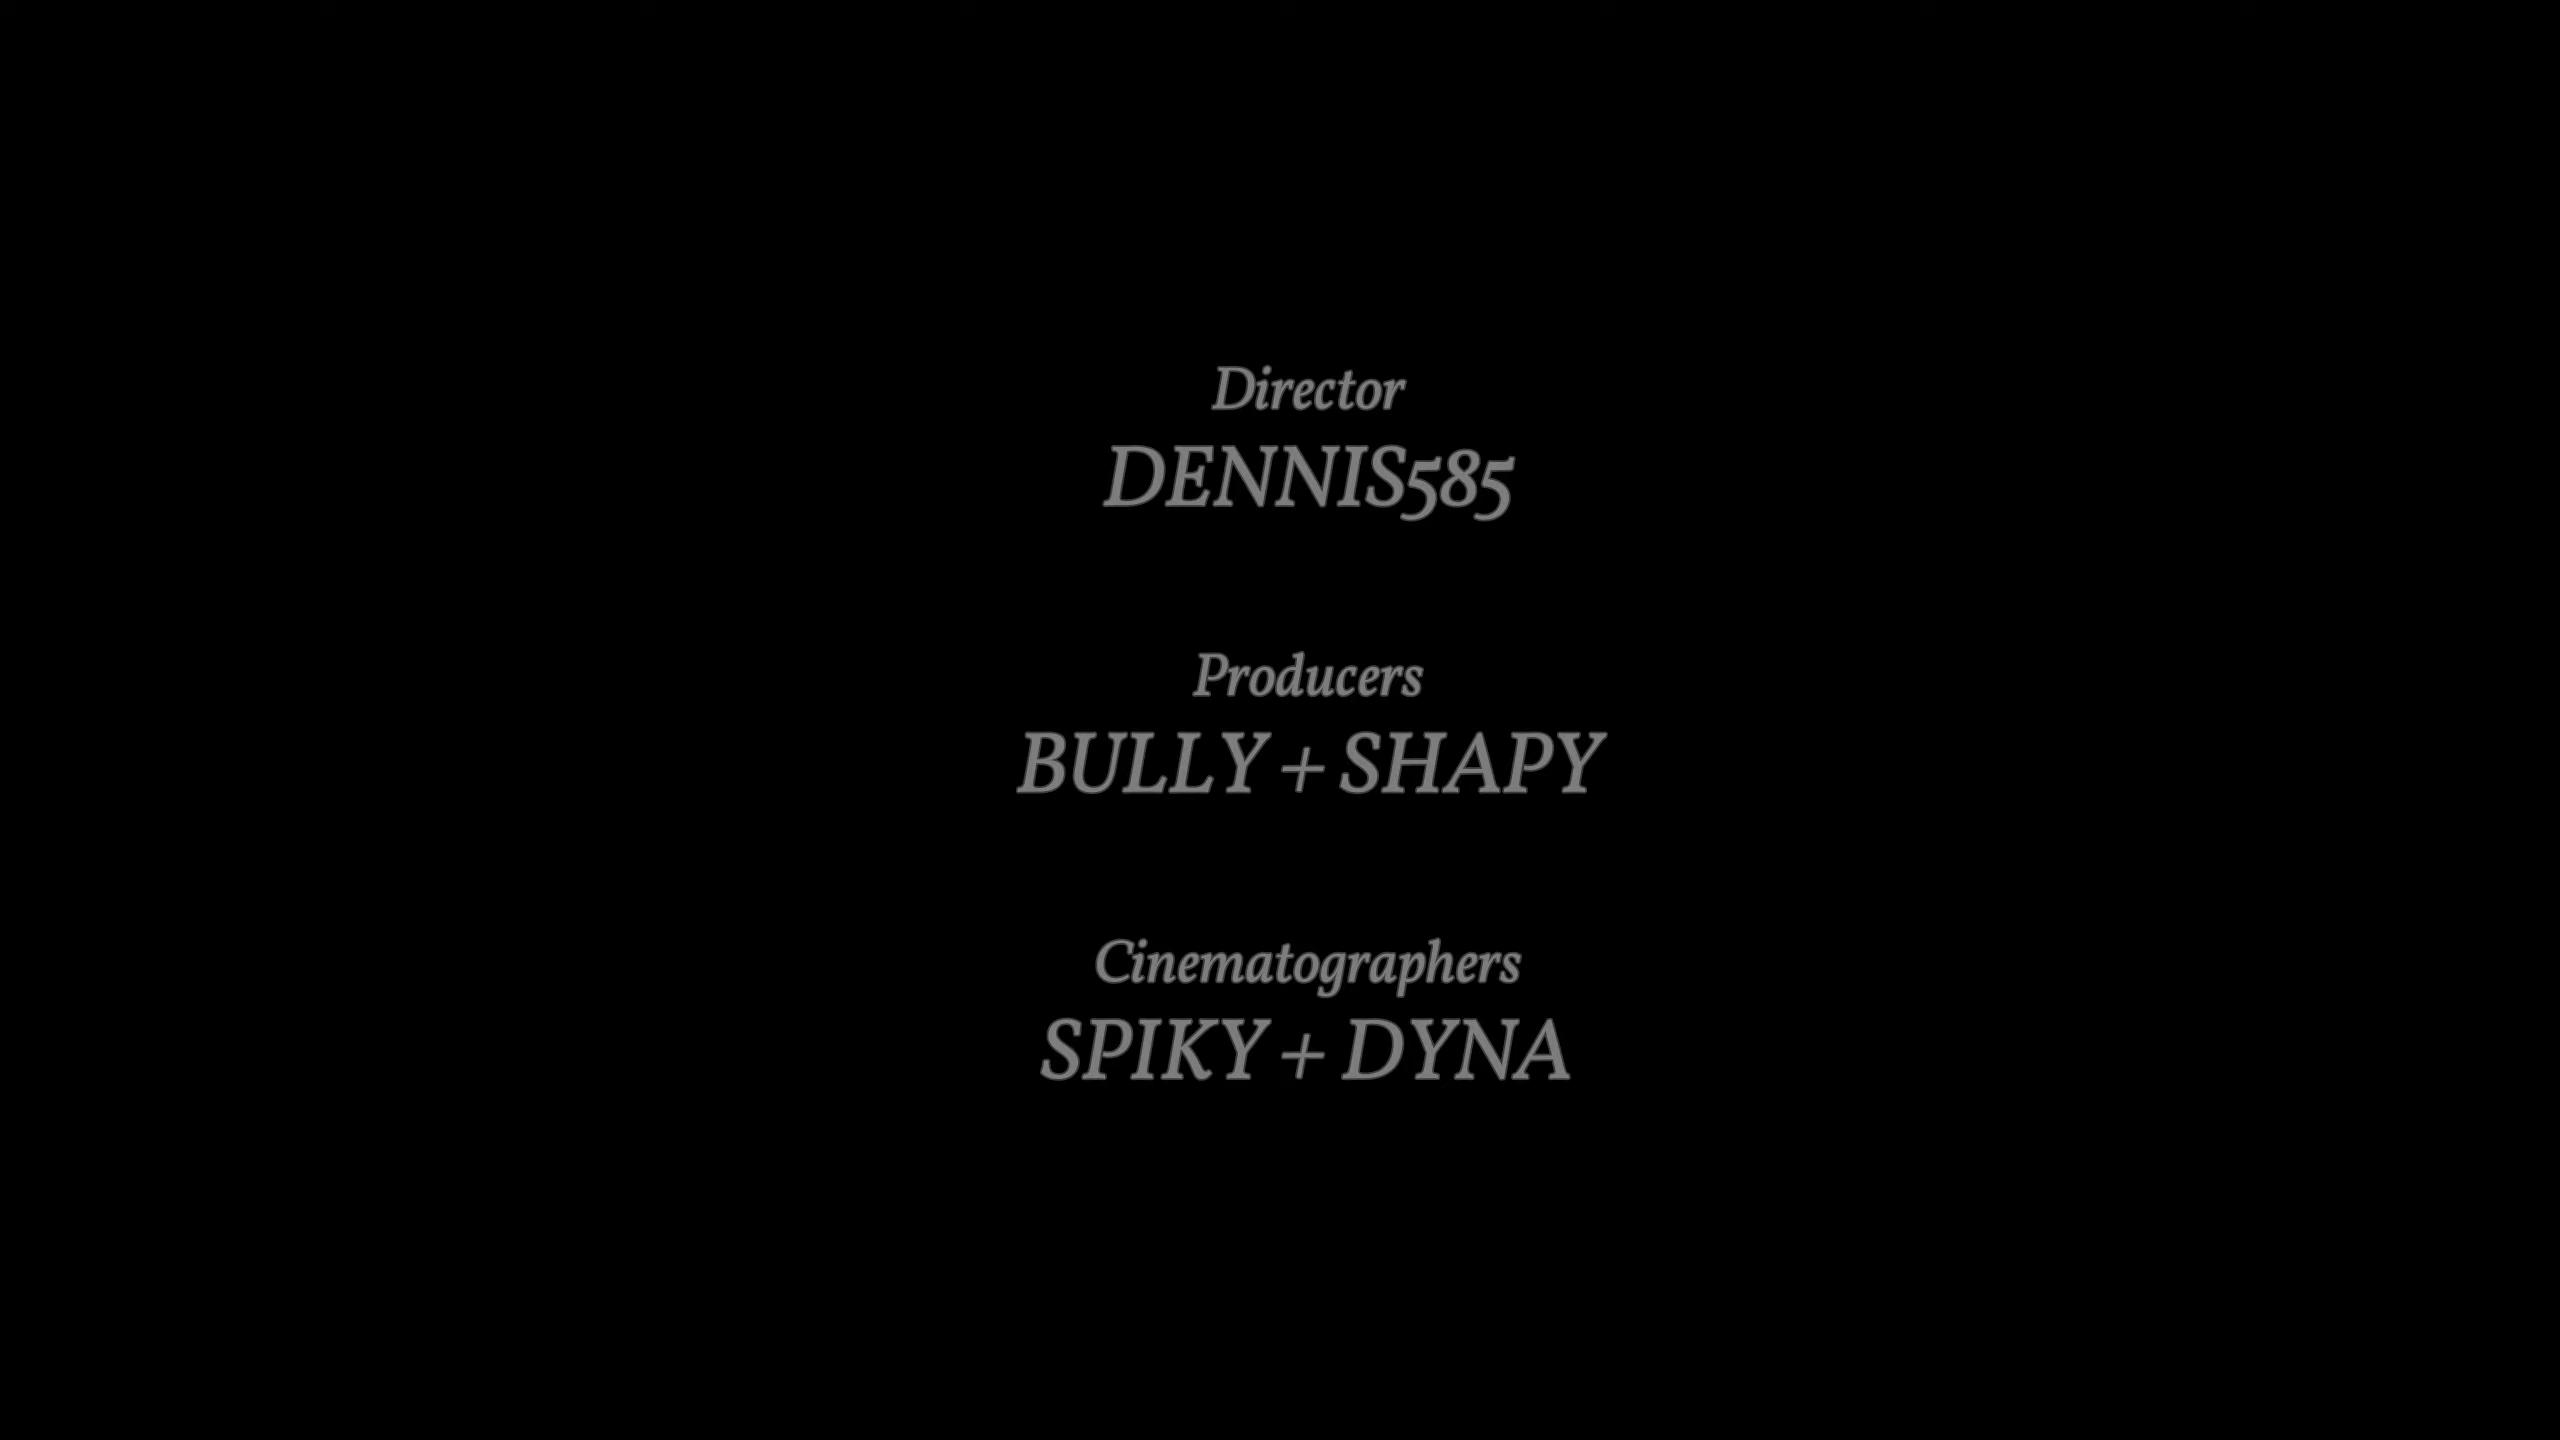 Director
DENNIS585
Producers
BULLY + SHAPY
Cinematographers
SPIKY + DYNA